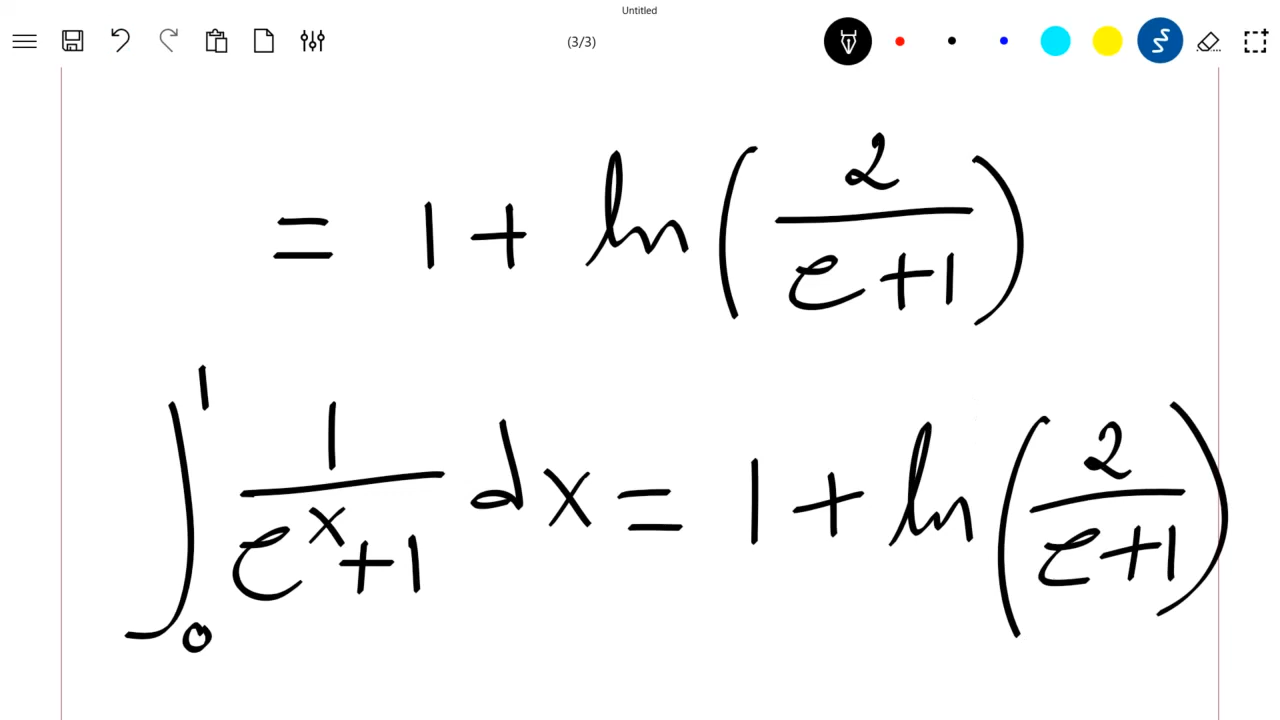 Untitled
(3/3)
= 1 + ln(2/(e+1))
∫₀¹ 1/(eˣ+1) dx = 1 + ln(2/(e+1))